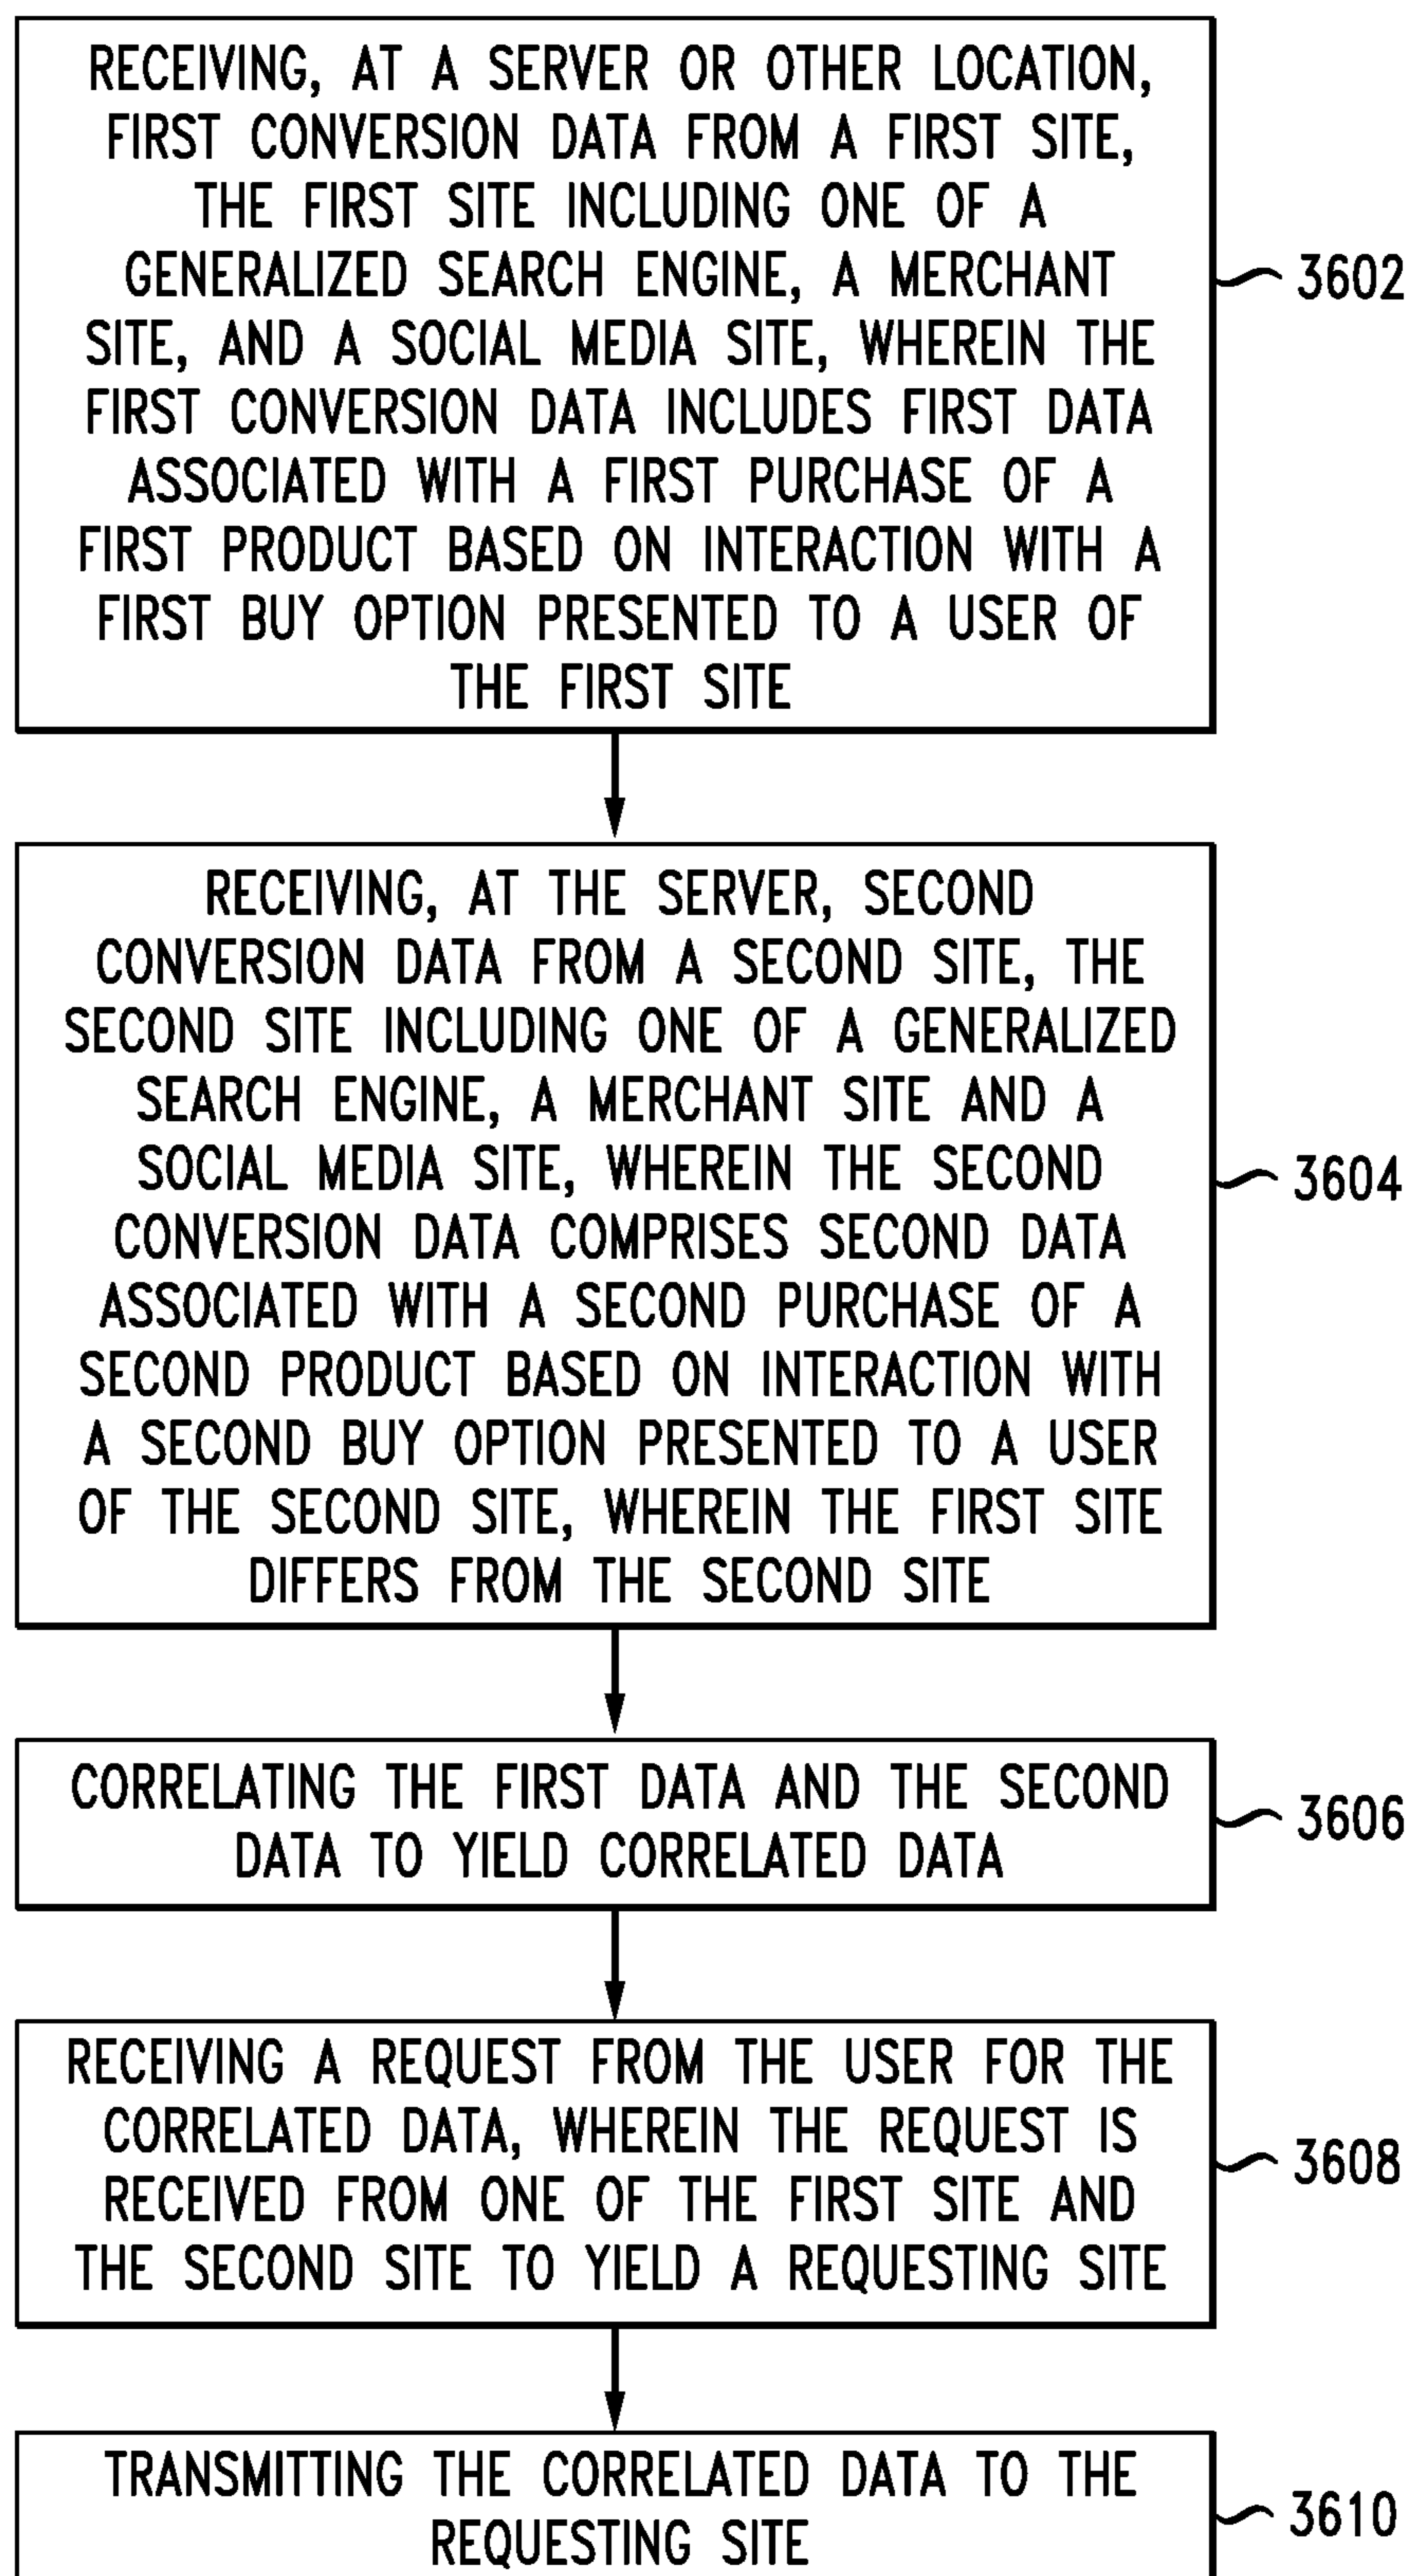 RECEIVING, AT A SERVER OR OTHER LOCATION,
FIRST CONVERSION DATA FROM A FIRST SITE,
THE FIRST SITE INCLUDING ONE OF A
GENERALIZED SEARCH ENGINE, A MERCHANT
SITE, AND A SOCIAL MEDIA SITE, WHEREIN THE
FIRST CONVERSION DATA INCLUDES FIRST DATA
ASSOCIATED WITH A FIRST PURCHASE OF A
FIRST PRODUCT BASED ON INTERACTION WITH A
FIRST BUY OPTION PRESENTED TO A USER OF
THE FIRST SITE
3602
RECEIVING, AT THE SERVER, SECOND
CONVERSION DATA FROM A SECOND SITE, THE
SECOND SITE INCLUDING ONE OF A GENERALIZED
SEARCH ENGINE, A MERCHANT SITE AND A
SOCIAL MEDIA SITE, WHEREIN THE SECOND
CONVERSION DATA COMPRISES SECOND DATA
ASSOCIATED WITH A SECOND PURCHASE OF A
SECOND PRODUCT BASED ON INTERACTION WITH
A SECOND BUY OPTION PRESENTED TO A USER
OF THE SECOND SITE, WHEREIN THE FIRST SITE
DIFFERS FROM THE SECOND SITE
3604
CORRELATING THE FIRST DATA AND THE SECOND
DATA TO YIELD CORRELATED DATA
3606
RECEIVING A REQUEST FROM THE USER FOR THE
CORRELATED DATA, WHEREIN THE REQUEST IS
RECEIVED FROM ONE OF THE FIRST SITE AND
THE SECOND SITE TO YIELD A REQUESTING SITE
3608
TRANSMITTING THE CORRELATED DATA TO THE
REQUESTING SITE
3610